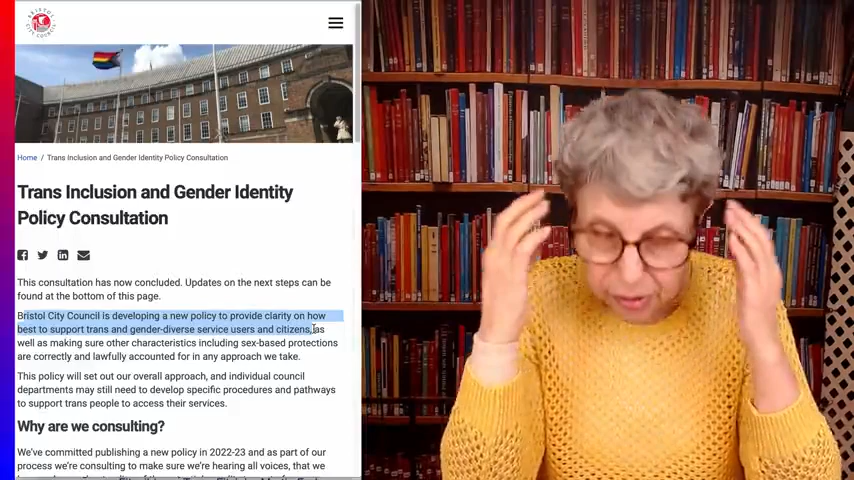 BRISTOL
CITY COUNCIL
Home / Trans Inclusion and Gender Identity Policy Consultation
Trans Inclusion and Gender Identity
Policy Consultation
This consultation has now concluded. Updates on the next steps can be
found at the bottom of this page.
Bristol City Council is developing a new policy to provide clarity on how
best to support trans and gender-diverse service users and citizens, as
well as making sure other characteristics including sex-based protections
are correctly and lawfully accounted for in any approach we take.
This policy will set out our overall approach, and individual council
departments may still need to develop specific procedures and pathways
to support trans people to access their services.
Why are we consulting?
We've committed publishing a new policy in 2022-23 and as part of our
process we're consulting to make sure we're hearing all voices, that we